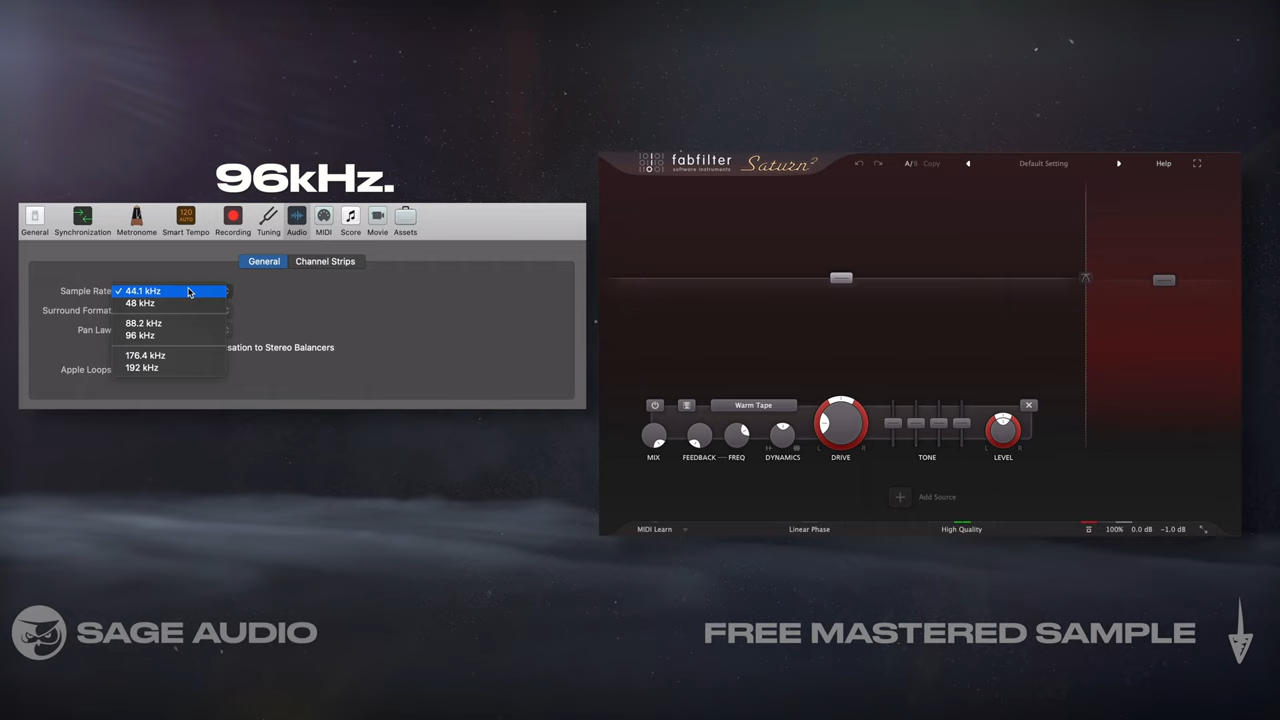 96kHz.
General Synchronization Metronome Smart Tempo Recording Tuning Audio MIDI Score Movie Assets
120
AUTO
General Channel Strips
Sample Rate ✓ 44.1 kHz
48 kHz
Surround Format
88.2 kHz
Pan Law
96 kHz
sation to Stereo Balancers
176.4 kHz
Apple Loops
192 kHz
fabfilter
software instruments
Saturn2
A/B Copy
Default Setting
Help
Warm Tape
L R
L R
MIX FEEDBACK FREQ DYNAMICS DRIVE TONE LEVEL
+ Add Source
MIDI Learn Linear Phase High Quality 100% 0.0 dB -1.0 dB
SAGE AUDIO
FREE MASTERED SAMPLE